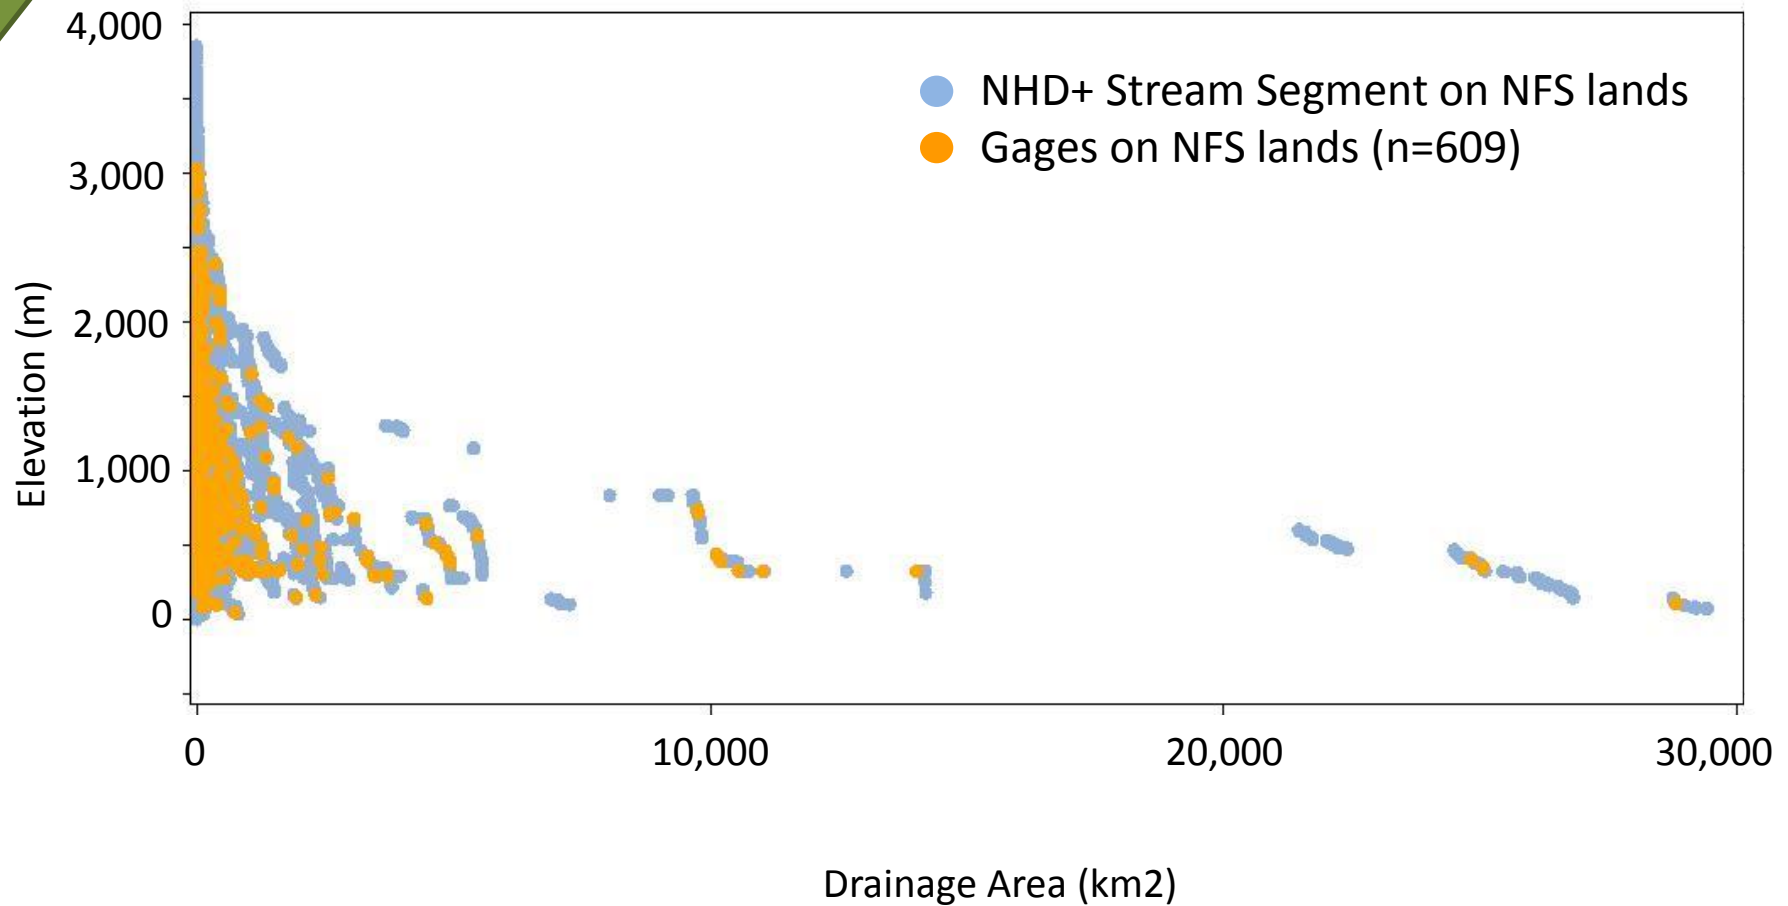 4,000
3,000
2,000
1,000
0
Elevation (m)
NHD+ Stream Segment on NFS lands
Gages on NFS lands (n=609)
0
10,000
20,000
30,000
Drainage Area (km2)